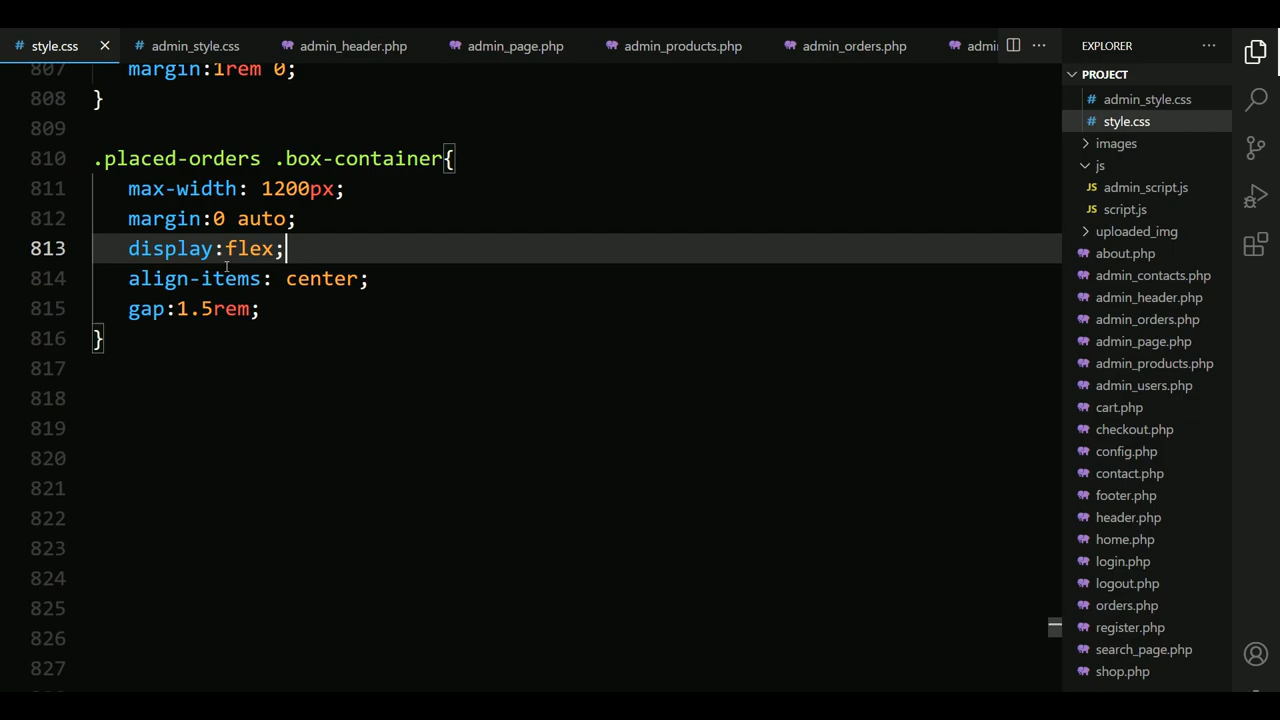 style.css
admin_style.css
admin_header.php
admin_page.php
admin_products.php
admin_orders.php
admi
EXPLORER
PROJECT
admin_style.css
style.css
images
js
JS admin_script.js
JS script.js
uploaded_img
about.php
admin_contacts.php
admin_header.php
admin_orders.php
admin_page.php
admin_products.php
admin_users.php
cart.php
checkout.php
config.php
contact.php
footer.php
header.php
home.php
login.php
logout.php
orders.php
register.php
search_page.php
shop.php
807 margin:1rem 0;
808 }
809
810 .placed-orders .box-container{
811 max-width: 1200px;
812 margin:0 auto;
813 display:flex;
814 align-items: center;
815 gap:1.5rem;
816 }
817
818
819
820
821
822
823
824
825
826
827